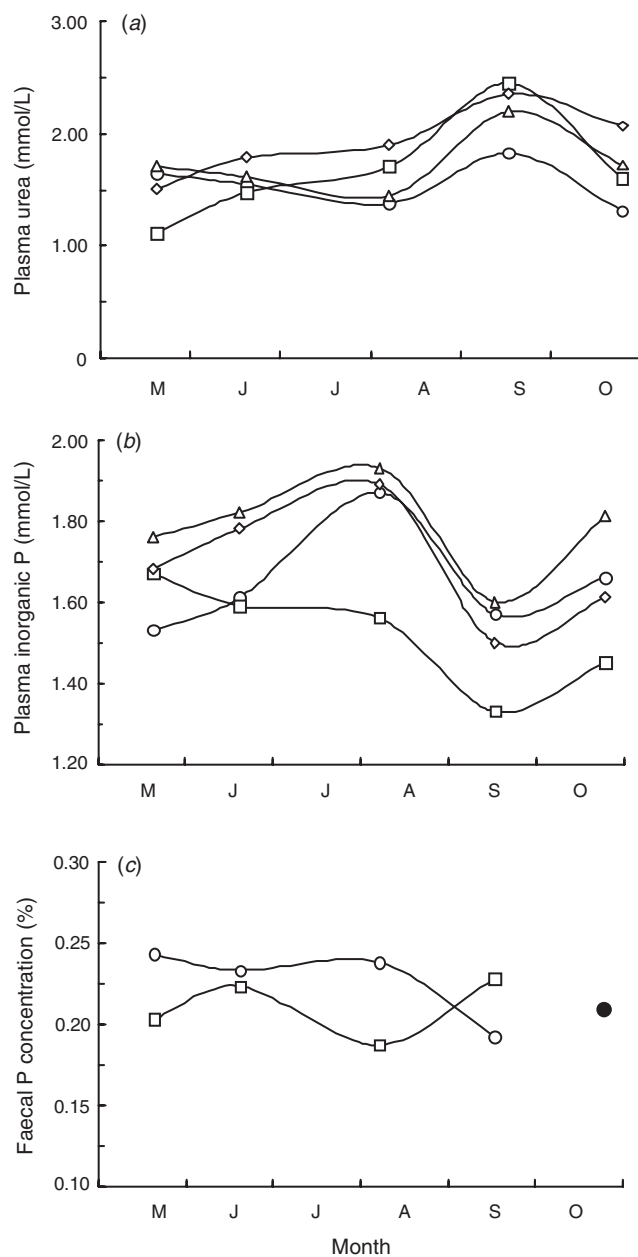 (a)
Plasma urea (mmol/L)
3.00
2.00
1.00
0
M J J A S O
(b)
Plasma inorganic P (mmol/L)
2.00
1.80
1.60
1.40
1.20
M J J A S O
(c)
Faecal P concentration (%)
0.30
0.25
0.20
0.15
0.10
M J J A S O
Month